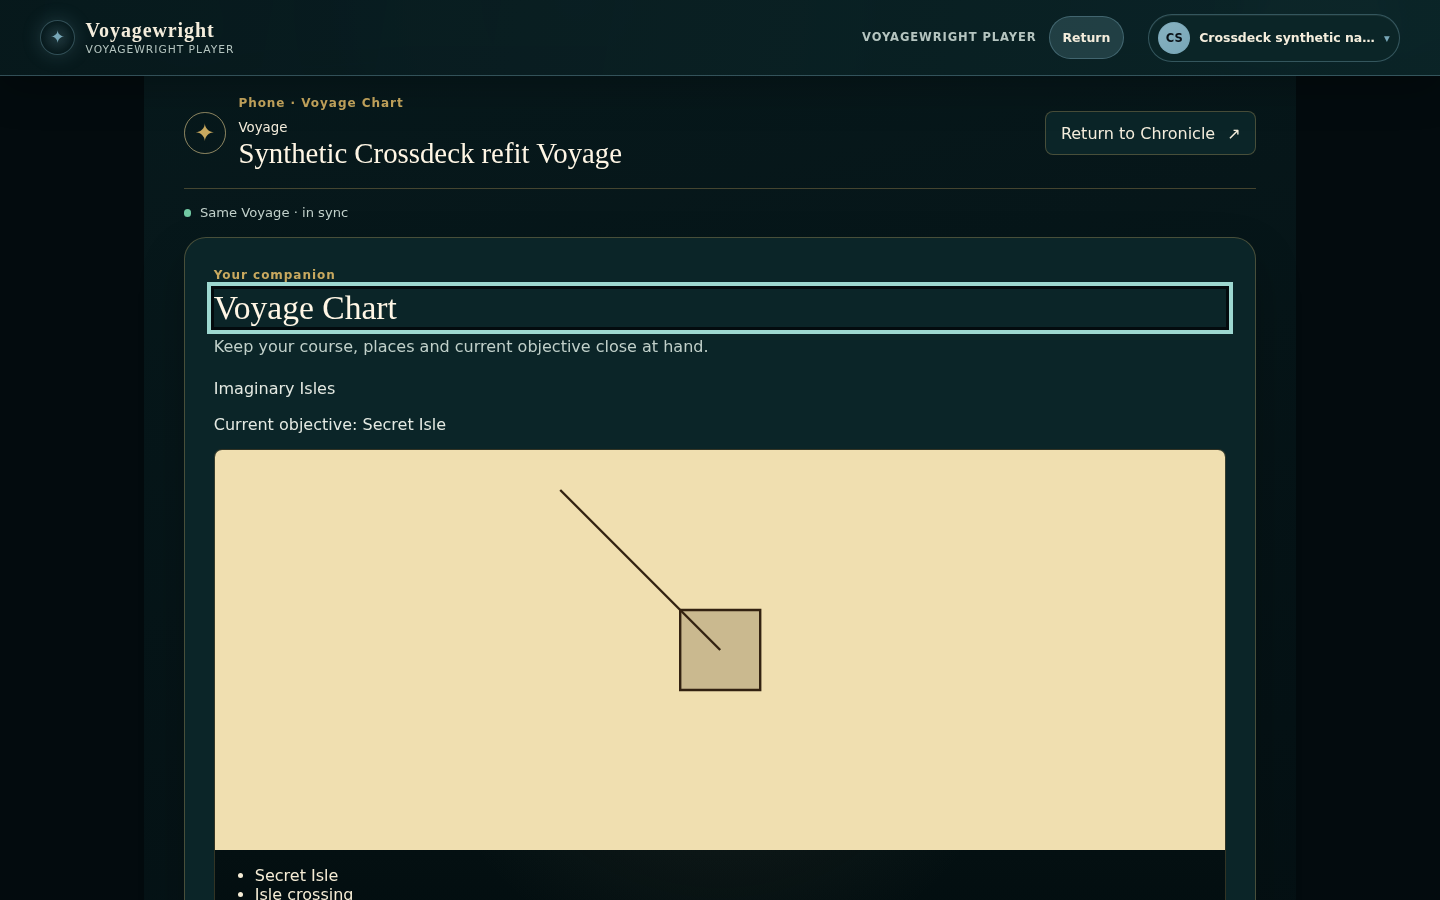 Voyagewright
VOYAGEWRIGHT PLAYER
VOYAGEWRIGHT PLAYER
Return
CS
Crossdeck synthetic na…
Phone · Voyage Chart
Voyage
Synthetic Crossdeck refit Voyage
Return to Chronicle ↗
Same Voyage · in sync
Your companion
Voyage Chart
Keep your course, places and current objective close at hand.
Imaginary Isles
Current objective: Secret Isle
• Secret Isle
• Isle crossing